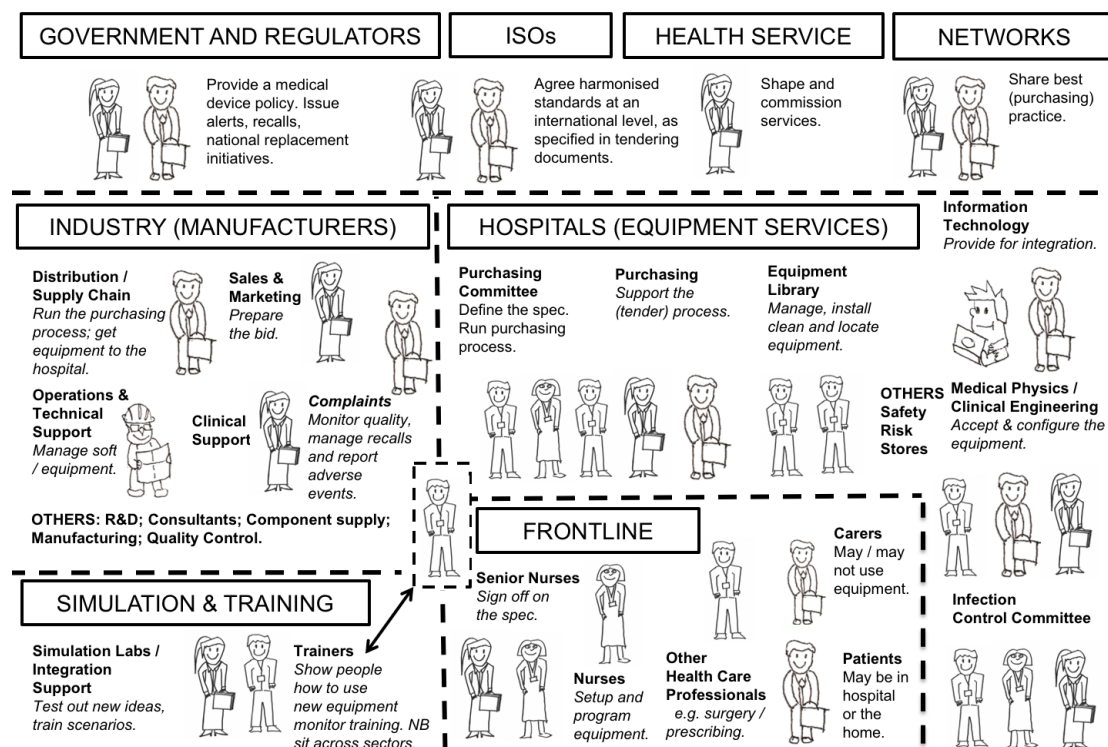 GOVERNMENT AND REGULATORS
Provide a medical
device policy. Issue
alerts, recalls,
national replacement
initiatives.
ISOs
Agree harmonised
standards at an
international level, as
specified in tendering
documents.
HEALTH SERVICE
Shape and
commission
services.
NETWORKS
Share best
(purchasing)
practice.
INDUSTRY (MANUFACTURERS)
Distribution /
Supply Chain
Run the purchasing
process; get
equipment to the
hospital.
Sales &
Marketing
Prepare
the bid.
Operations &
Technical
Support
Manage soft
/ equipment.
Clinical
Support
Complaints
Monitor quality,
manage recalls
and report
adverse
events.
OTHERS: R&D; Consultants; Component supply;
Manufacturing; Quality Control.
HOSPITALS (EQUIPMENT SERVICES)
Purchasing
Committee
Define the spec.
Run purchasing
process.
Purchasing
Support the
(tender) process.
Equipment
Library
Manage, install
clean and locate
equipment.
Information
Technology
Provide for integration.
OTHERS
Safety
Risk
Stores
Medical Physics /
Clinical Engineering
Accept & configure the
equipment.
Infection
Control Committee
SIMULATION & TRAINING
Simulation Labs /
Integration
Support
Test out new ideas,
train scenarios.
Trainers
Show people
how to use
new equipment
monitor training. NB
sit across sectors.
FRONTLINE
Senior Nurses
Sign off on
the spec.
Nurses
Setup and
program
equipment.
Other
Health Care
Professionals
e.g. surgery /
prescribing.
Carers
May / may
not use
equipment.
Patients
May be in
hospital
or the
home.